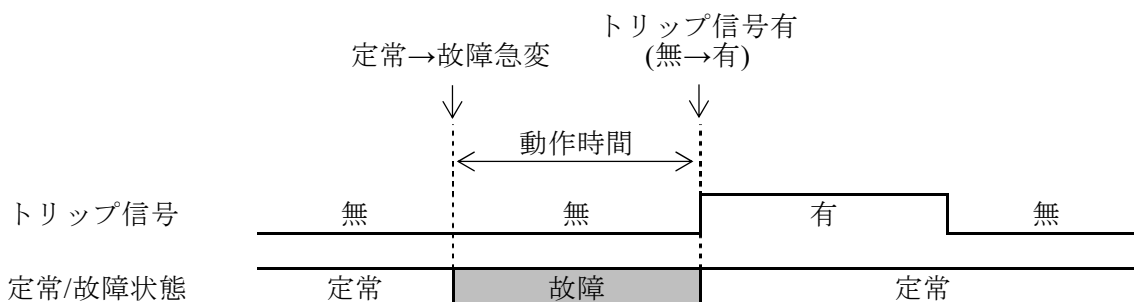 トリップ信号有
定常→故障急変 (無→有)
動作時間
トリップ信号 無 無 有 無
定常/故障状態 定常 故障 定常